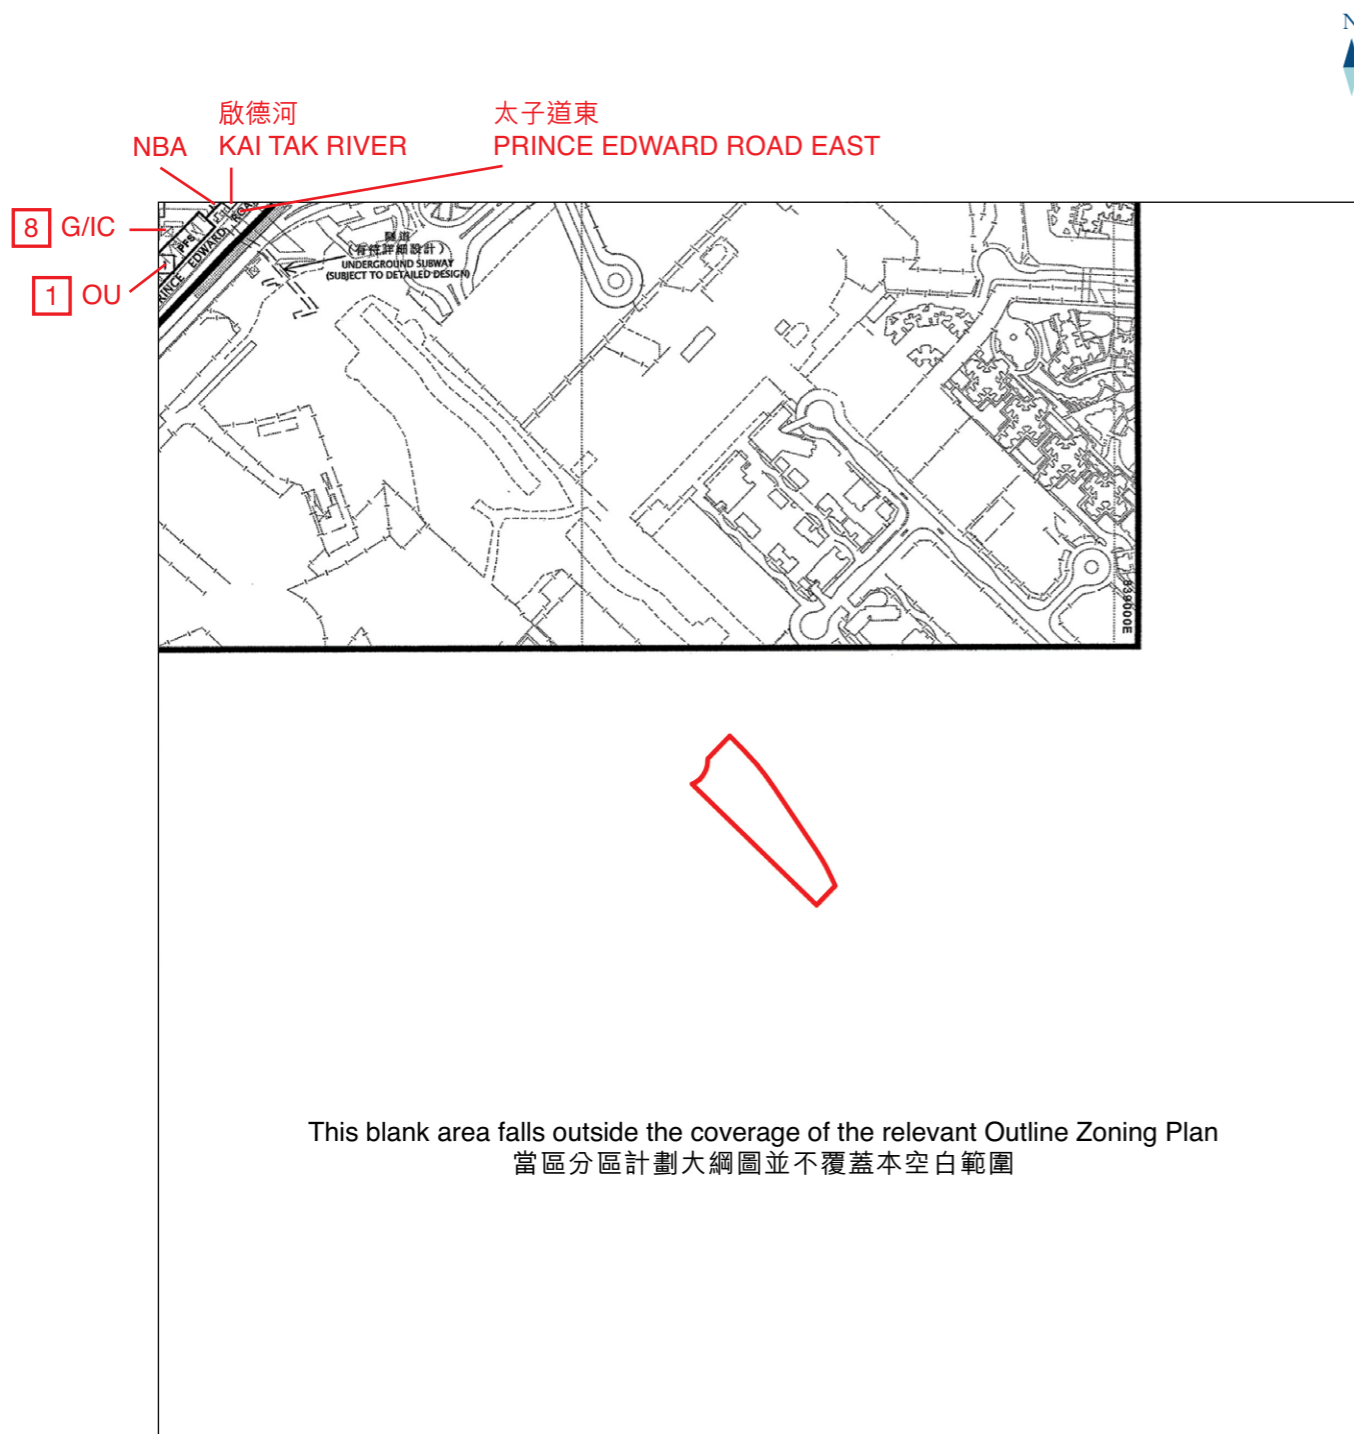 N
啟德河
KAI TAK RIVER
太子道東
PRINCE EDWARD ROAD EAST
NBA
8 G/IC
1 OU
PFS
PRINCE EDWARD ROAD
隧道
(有待詳細設計)
UNDERGROUND SUBWAY
(SUBJECT TO DETAILED DESIGN)
839000E
This blank area falls outside the coverage of the relevant Outline Zoning Plan
當區分區計劃大綱圖並不覆蓋本空白範圍